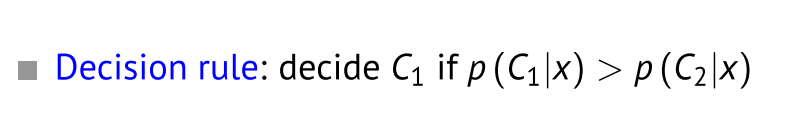 Decision rule: decide C₁ if p (C₁|x) > p (C₂|x)